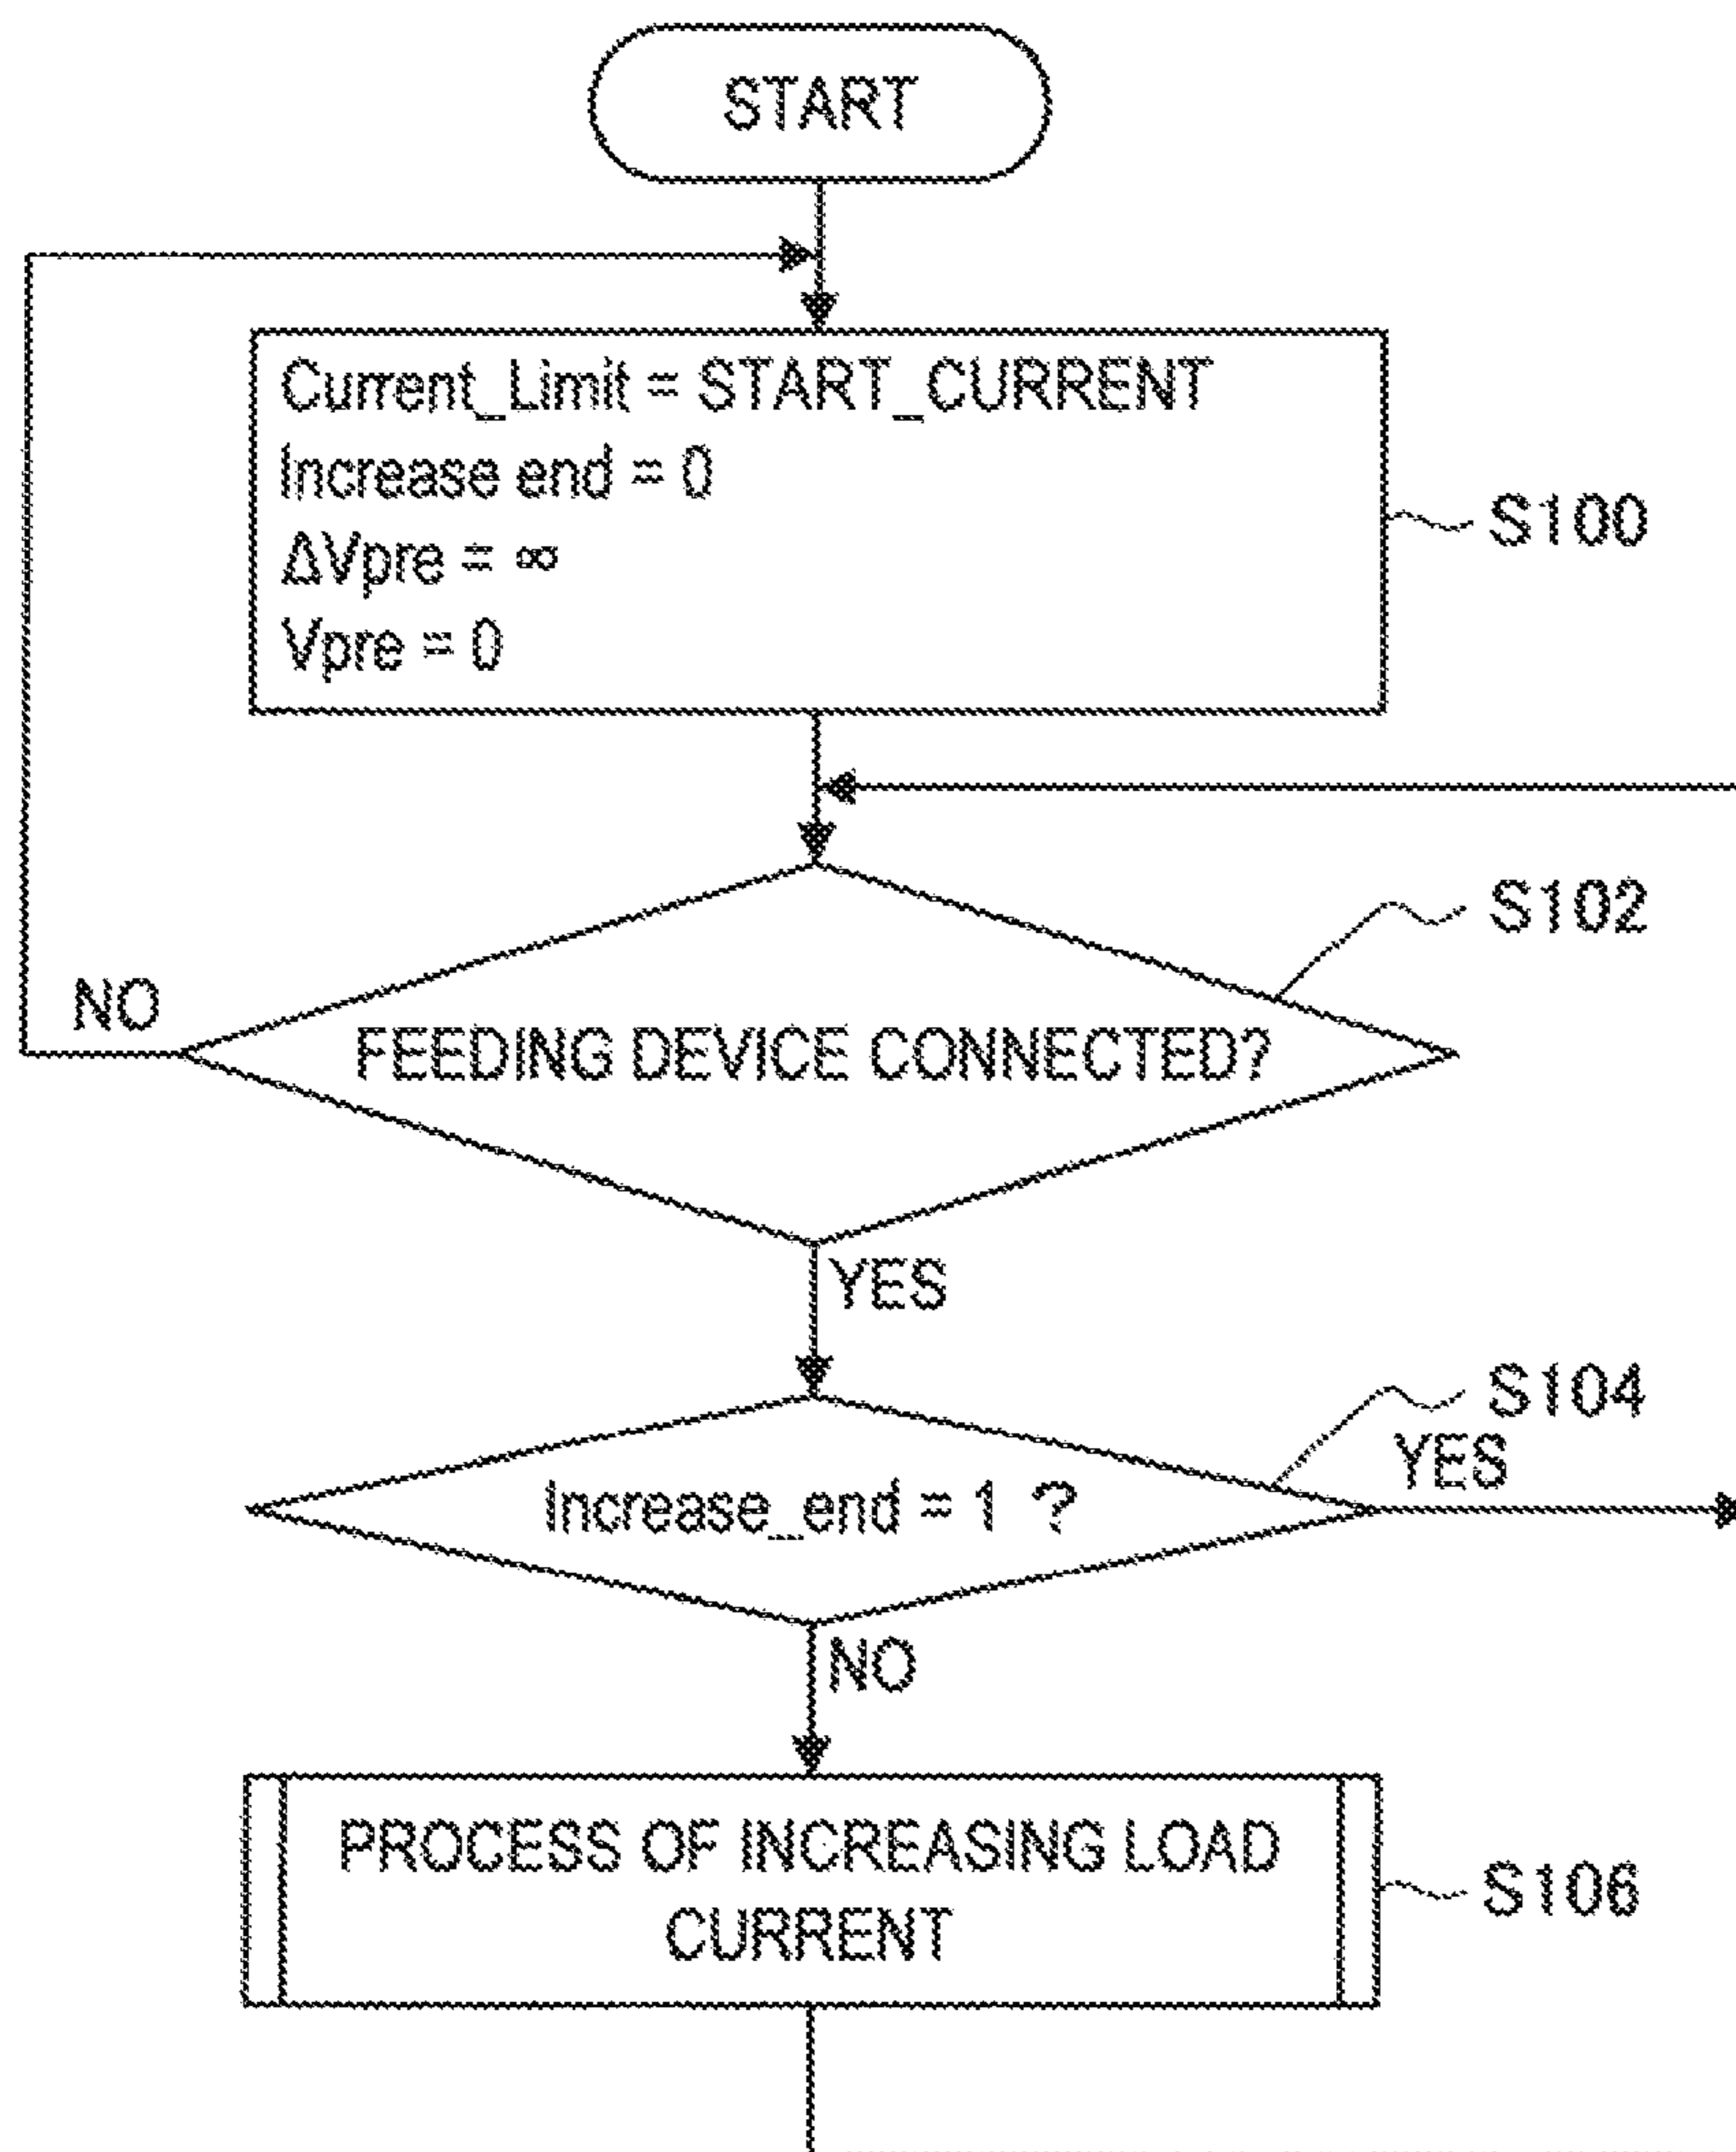 START
Current_Limit = START_CURRENT
Increase end = 0
ΔVpre = ∞
Vpre = 0
S100
S102
NO
FEEDING DEVICE CONNECTED?
YES
S104
YES
Increase_end = 1 ?
NO
PROCESS OF INCREASING LOAD
CURRENT
S106